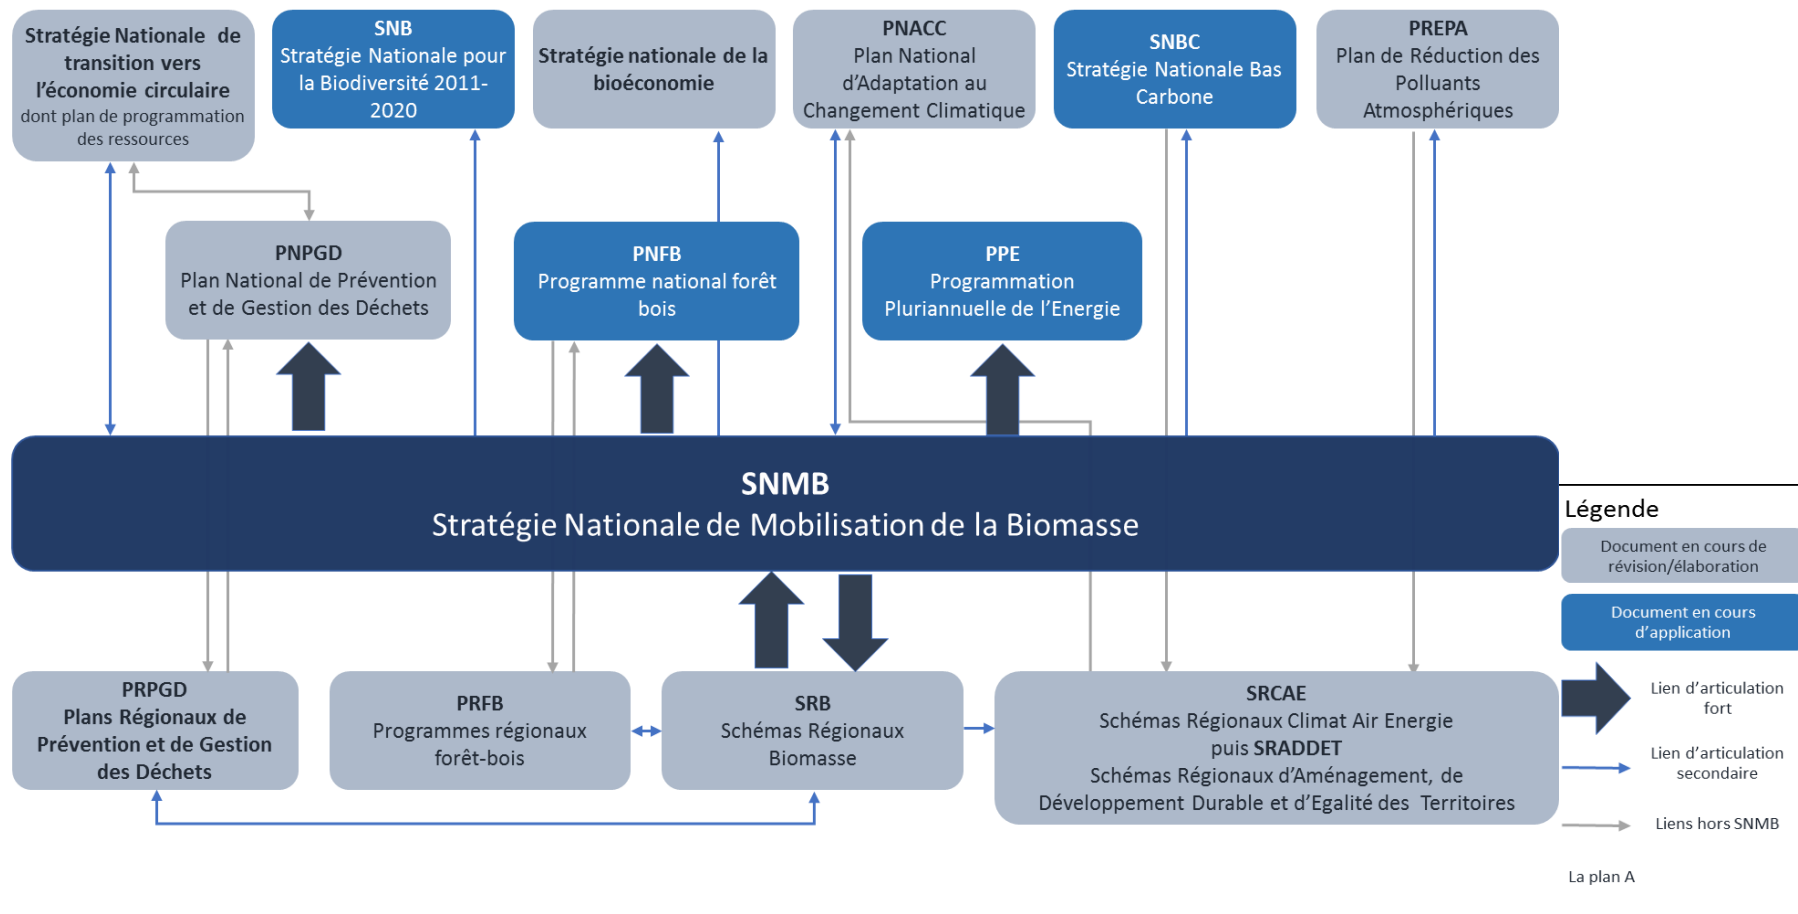 Stratégie Nationale de
transition vers
l’économie circulaire
dont plan de programmation
des ressources
SNB
Stratégie Nationale pour
la Biodiversité 2011-
2020
Stratégie nationale de la
bioéconomie
PNACC
Plan National
d’Adaptation au
Changement Climatique
SNBC
Stratégie Nationale Bas
Carbone
PREPA
Plan de Réduction des
Polluants
Atmosphériques
PNPGD
Plan National de Prévention
et de Gestion des Déchets
PNFB
Programme national forêt
bois
PPE
Programmation
Pluriannuelle de l’Energie
SNMB
Stratégie Nationale de Mobilisation de la Biomasse
PRPGD
Plans Régionaux de
Prévention et de Gestion
des Déchets
PRFB
Programmes régionaux
forêt-bois
SRB
Schémas Régionaux
Biomasse
SRCAE
Schémas Régionaux Climat Air Energie
puis SRADDET
Schémas Régionaux d’Aménagement, de
Développement Durable et d’Egalité des Territoires
Légende
Document en cours de
révision/élaboration
Document en cours
d’application
Lien d’articulation
fort
Lien d’articulation
secondaire
Liens hors SNMB
La plan A